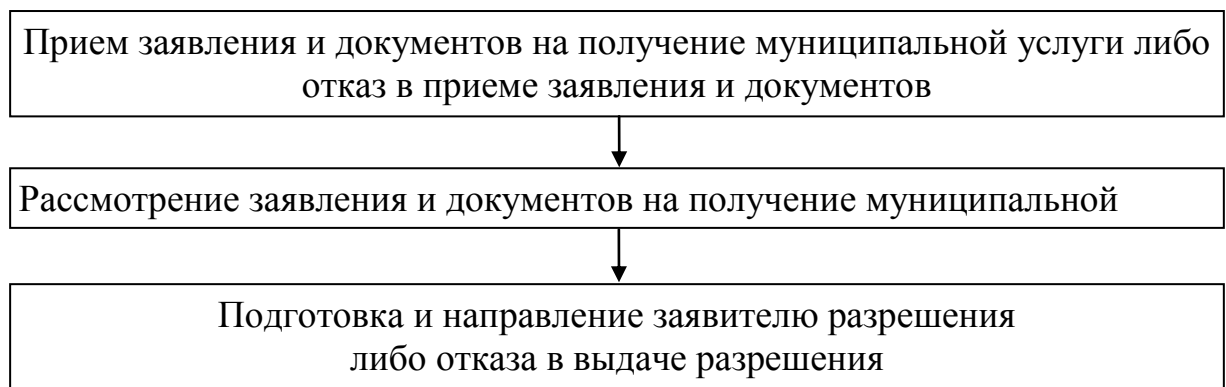 Прием заявления и документов на получение муниципальной услуги либо
отказ в приеме заявления и документов
Рассмотрение заявления и документов на получение муниципальной
Подготовка и направление заявителю разрешения
либо отказа в выдаче разрешения